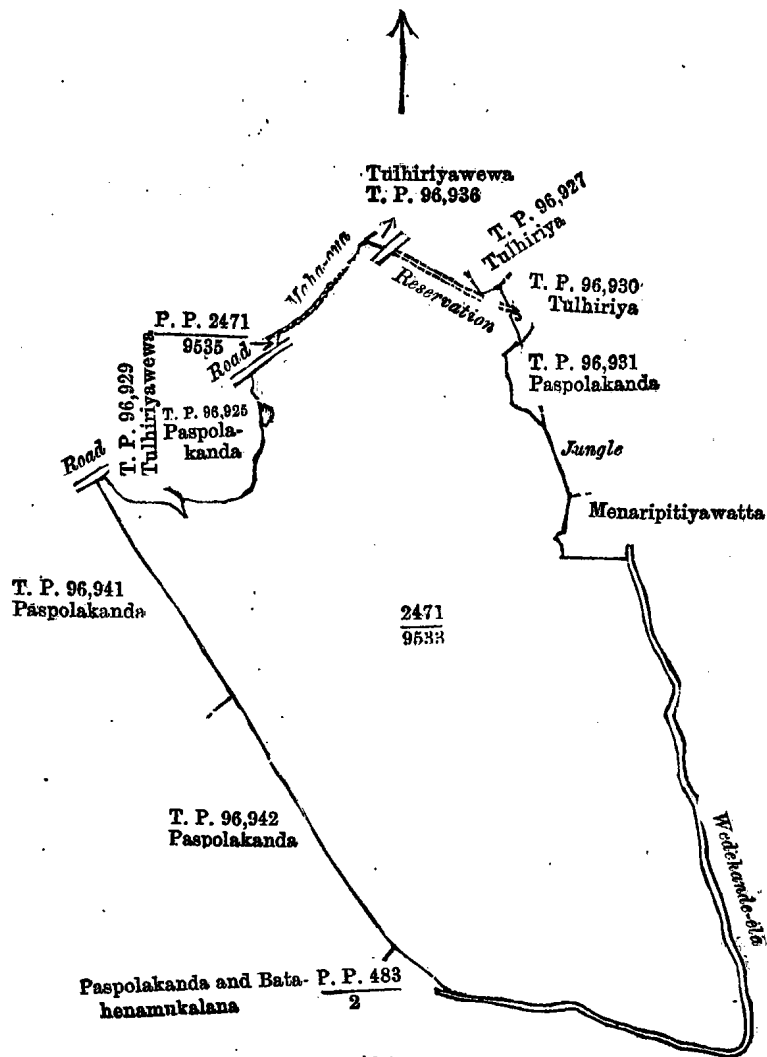 Tulhiriyawewa
T. P. 96,936
T. P. 96,927
Tulhiriya
Reservation
T. P. 96,930
Tulhiriya
P. P. 2471
9535
Road
T. P. 96,929
Tulhiriyawewa
T. P. 96,925
Paspola-
kanda
T. P. 96,931
Paspolakanda
Road
Jungle
Menaripitiyawatta
T. P. 96,941
Paspolakanda
2471
9533
T. P. 96,942
Paspolakanda
Wedekande-ela
Paspolakanda and Bata-
henamukalana
P. P. 483
2